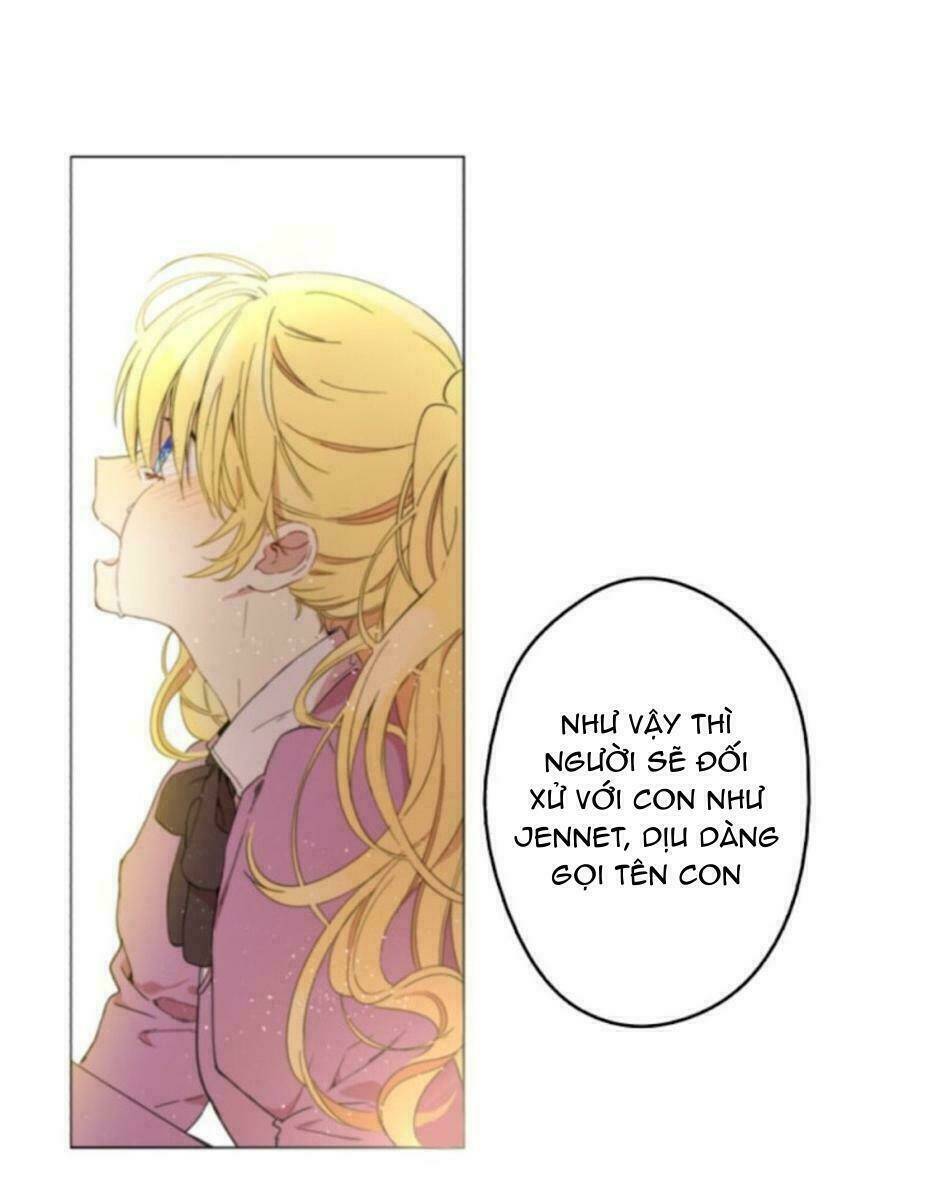 NHƯ VẬY THÌ
NGƯỜI SẼ ĐỐI
XỬ VỚI CON NHƯ
JENNET, DỊU DÀNG
GỌI TÊN CON